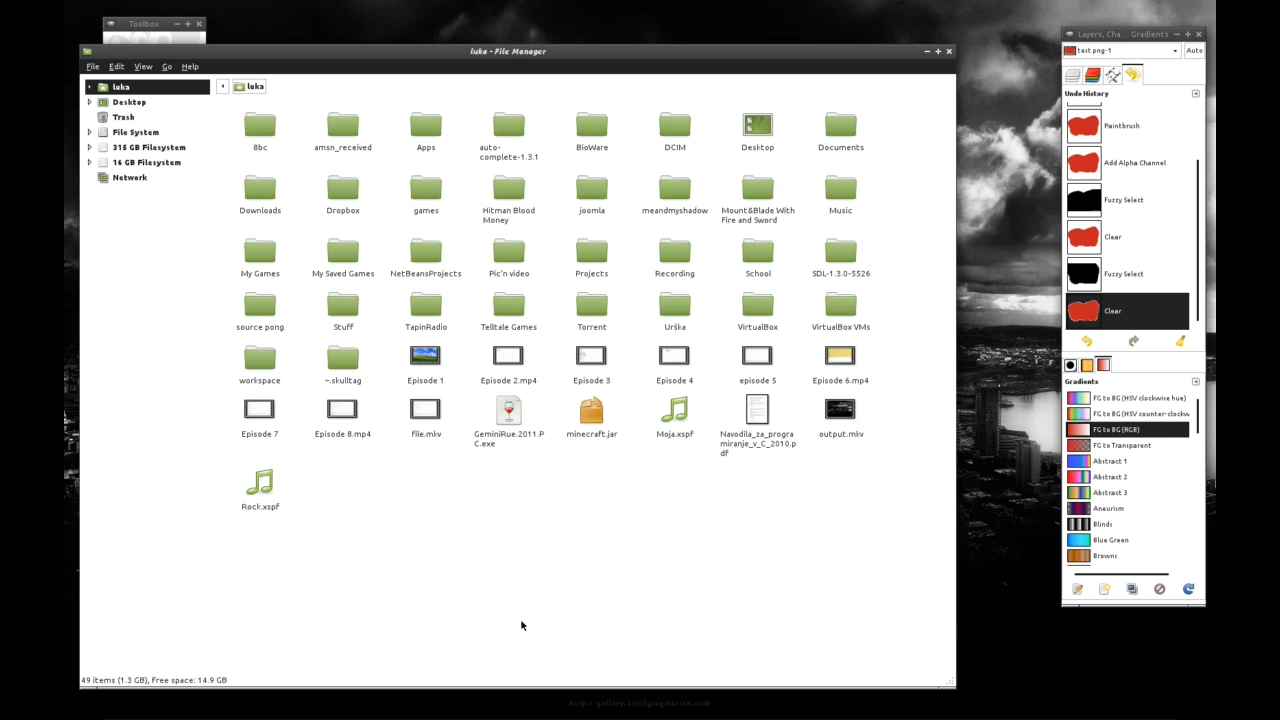 Toolbox
luka - File Manager
File Edit View Go Help
luka
Desktop
Trash
File System
315 GB Filesystem
16 GB Filesystem
Network
luka
8bc
amsn_received
Apps
auto-
complete-1.3.1
BioWare
DCIM
Desktop
Documents
Downloads
Dropbox
games
Hitman Blood
Money
joomla
meandmyshadow
Mount&Blade With
Fire and Sword
Music
My Games
My Saved Games
NetBeansProjects
Pic'n video
Projects
Recording
School
SDL-1.3.0-5526
source pong
Stuff
TapinRadio
Telltale Games
Torrent
Urška
VirtualBox
VirtualBox VMs
workspace
~.skulltag
Episode 1
Episode 2.mp4
Episode 3
Episode 4
episode 5
Episode 6.mp4
Episode 7
Episode 8.mp4
file.mkv
GeminiRue.2011.P
C.exe
minecraft.jar
Moja.xspf
Navodila_za_progra
miranje_v_C_2010.p
df
output.mkv
Rock.xspf
49 items (1.3 GB), Free space: 14.9 GB
Layers, Cha... Gradients
test.png-1
Auto
Undo History
Paintbrush
Add Alpha Channel
Fuzzy Select
Clear
Fuzzy Select
Clear
Gradients
FG to BG (HSV clockwise hue)
FG to BG (HSV counter-clockw
FG to BG (RGB)
FG to Transparent
Abstract 1
Abstract 2
Abstract 3
Aneurism
Blinds
Blue Green
Browns